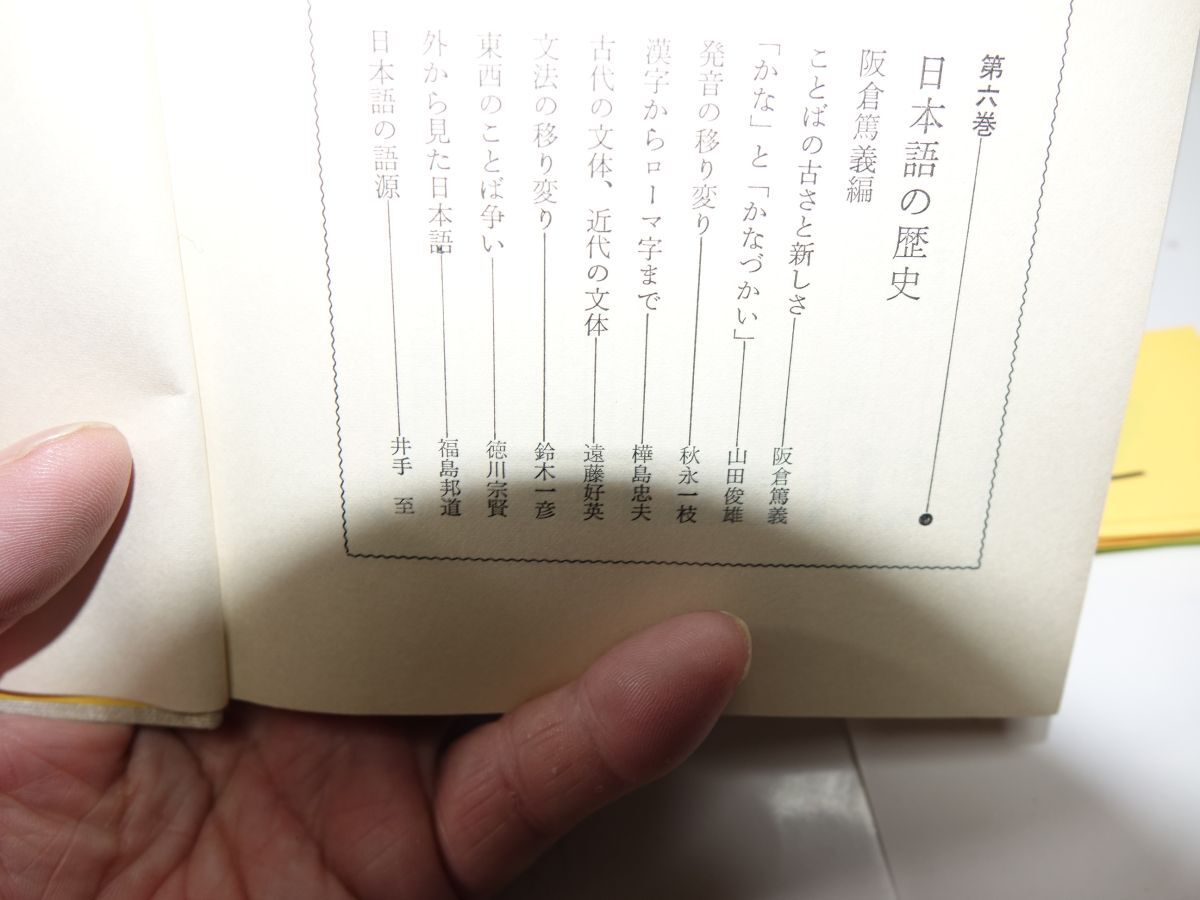 第六巻
日本語の歴史
阪倉篤義編
ことばの古さと新しさ――阪倉篤義
「かな」と「かなづかい」――山田俊雄
発音の移り変り――秋永一枝
漢字からローマ字まで――樺島忠夫
古代の文体、近代の文体――遠藤好英
文法の移り変り――鈴木一彦
東西のことば争い――徳川宗賢
外から見た日本語――福島邦道
日本語の語源――井手 至